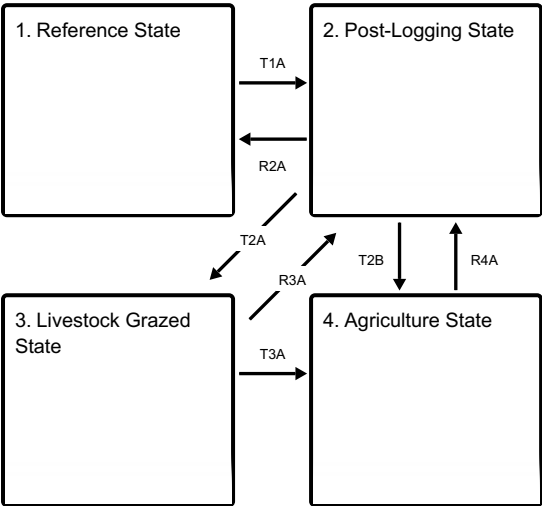 1. Reference State
2. Post-Logging State
T1A
R2A
T2A
R3A
T2B
R4A
3. Livestock Grazed
State
4. Agriculture State
T3A